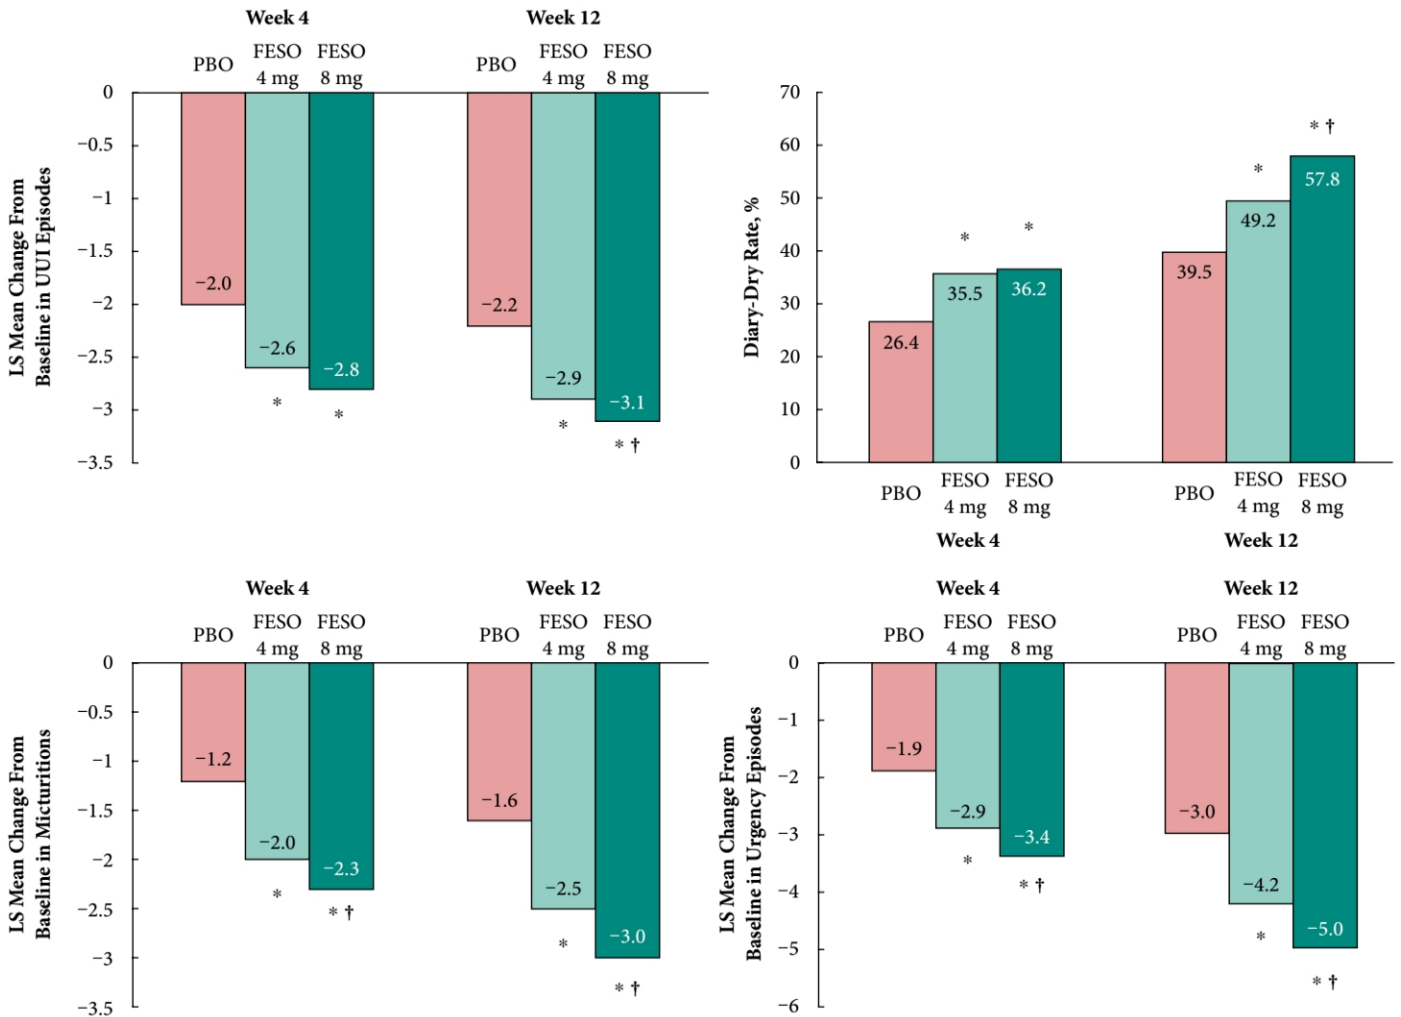 Week 4
Week 12
PBO
FESO
4 mg
FESO
8 mg
PBO
FESO
4 mg
FESO
8 mg
LS Mean Change From
Baseline in UUI Episodes
0
−0.5
−1
−1.5
−2
−2.5
−3
−3.5
−2.0
−2.6
−2.8
−2.2
−2.9
−3.1
*
*
*
* †
Diary-Dry Rate, %
70
60
50
40
30
20
10
0
26.4
35.5
36.2
39.5
49.2
57.8
*
*
*
* †
PBO
FESO
4 mg
FESO
8 mg
PBO
FESO
4 mg
FESO
8 mg
Week 4
Week 12
Week 4
Week 12
PBO
FESO
4 mg
FESO
8 mg
PBO
FESO
4 mg
FESO
8 mg
LS Mean Change From
Baseline in Micturitions
0
−0.5
−1
−1.5
−2
−2.5
−3
−3.5
−1.2
−2.0
−2.3
−1.6
−2.5
−3.0
*
* †
*
* †
Week 4
Week 12
PBO
FESO
4 mg
FESO
8 mg
PBO
FESO
4 mg
FESO
8 mg
LS Mean Change From
Baseline in Urgency Episodes
0
−1
−2
−3
−4
−5
−6
−1.9
−2.9
−3.4
−3.0
−4.2
−5.0
*
* †
*
* †